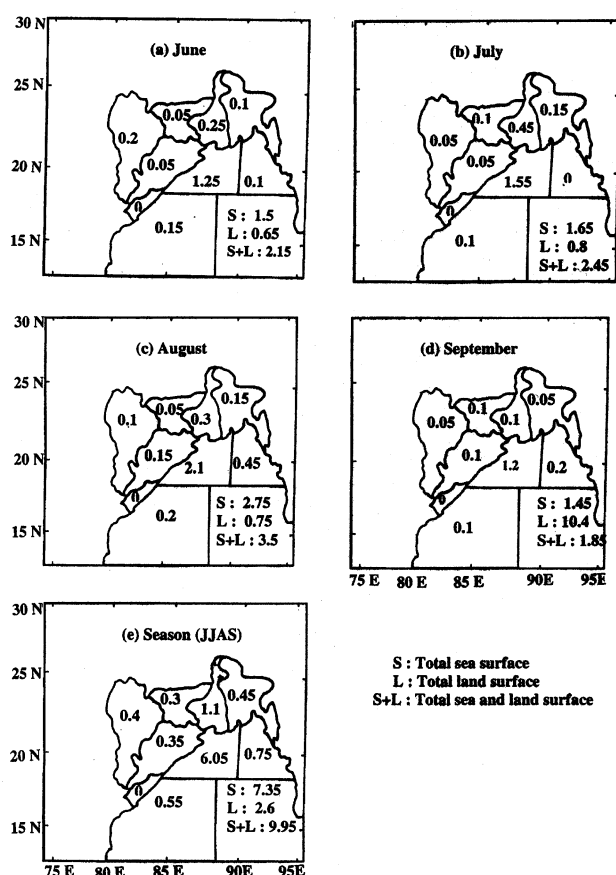 30 N
(a) June
25 N
0.1
0.05
0.25
0.2
20 N
0.05
1.25
0.1
0
S : 1.5
0.15
L : 0.65
15 N
S+L : 2.15
(b) July
0.15
0.1
0.45
0.05
0.05
1.55
0
0
S : 1.65
0.1
L : 0.8
S+L : 2.45
30 N
(c) August
25 N
0.15
0.05
0.1
0.3
0.15
20 N
2.1
0.45
0
S : 2.75
0.2
L : 0.75
15 N
S+L : 3.5
(d) September
0.05
0.1
0.05
0.1
0.1
1.2
0.2
0
S : 1.45
0.1
L : 10.4
S+L : 1.85
75 E 80 E 85 E 90E 95E
30 N
(e) Season (JJAS)
25 N
0.45
0.3
0.4
1.1
0.35
20 N
6.05
0.75
0
S : 7.35
0.55
L : 2.6
15 N
S+L : 9.95
75 E 80 E 85 E 90E 95 E
S : Total sea surface
L : Total land surface
S+L : Total sea and land surface